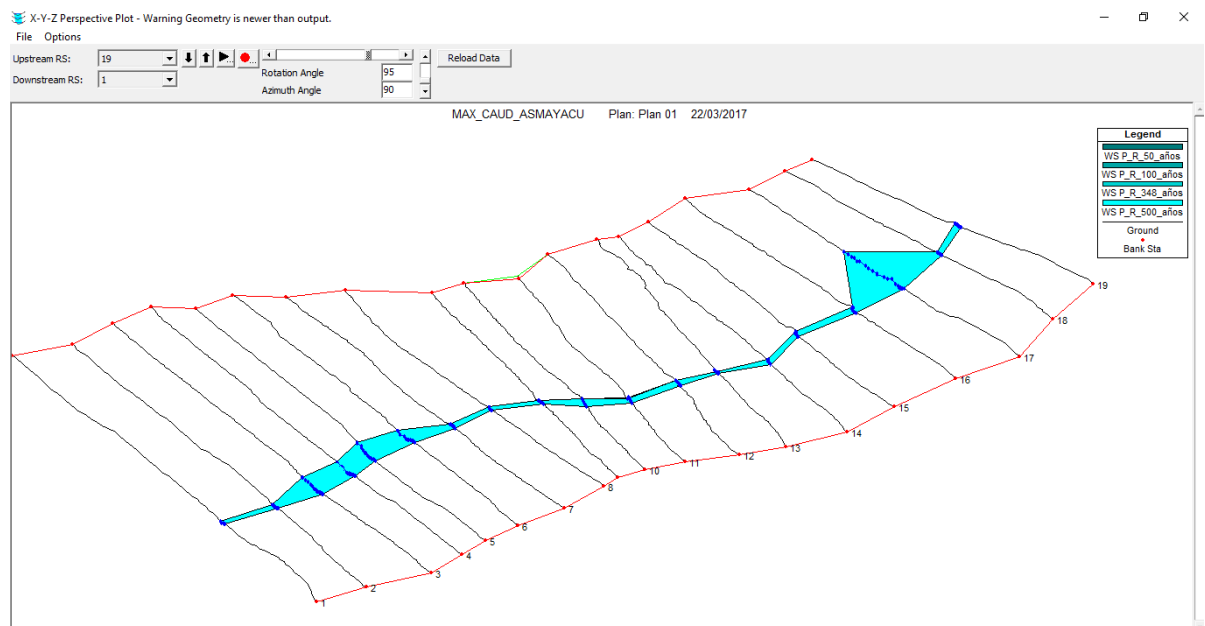 X-Y-Z Perspective Plot - Warning Geometry is newer than output.
File Options
Upstream RS: 19
Downstream RS: 1
Rotation Angle 95
Azimuth Angle 90
Reload Data
MAX_CAUD_ASMAYACU Plan: Plan 01 22/03/2017
Legend
WS P_R_50_años
WS P_R_100_años
WS P_R_348_años
WS P_R_500_años
Ground
Bank Sta
19
18
17
16
15
14
13
12
11
10
8
7
6
5
4
3
2
1